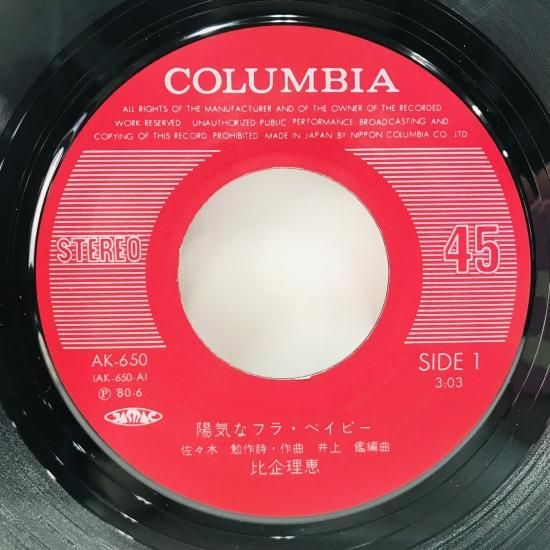 COLUMBIA
ALL RIGHTS OF THE MANUFACTURER AND OF THE OWNER OF THE RECORDED
WORK RESERVED UNAUTHORIZED PUBLIC PERFORMANCE BROADCASTING AND
COPYING OF THIS RECORD PROHIBITED MADE IN JAPAN BY NIPPON COLUMBIA CO., LTD
STEREO
45
AK-650
(AK-650-A)
Ⓟ '80·6
JASRAC
SIDE 1
3:03
陽気なフラ・ベイビー
佐々木 勉作詩・作曲 井上 鑑編曲
比企理恵